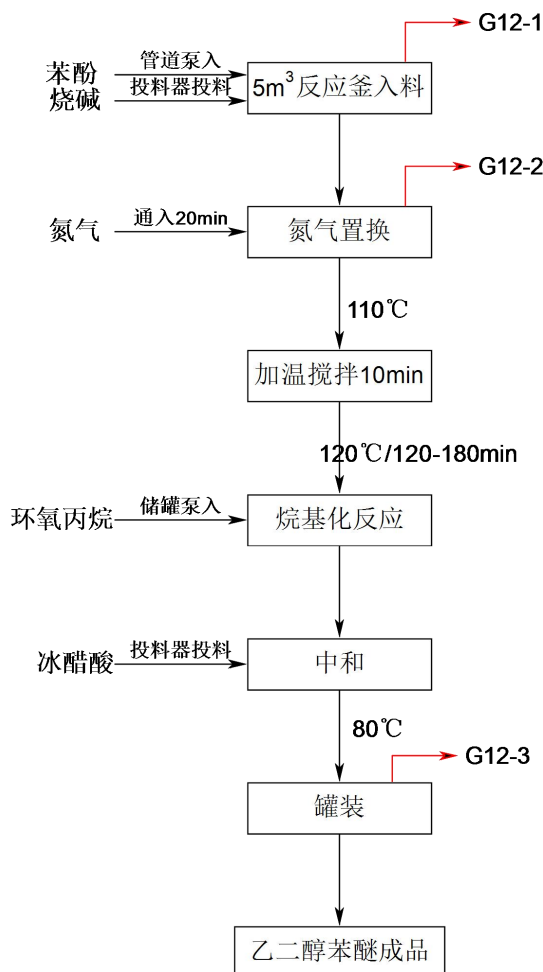 G12-1
管道泵入
苯酚
烧碱
投料器投料
5m³反应釜入料
G12-2
氮气
通入20min
氮气置换
110℃
加温搅拌10min
120℃/120-180min
环氧丙烷
储罐泵入
烷基化反应
冰醋酸
投料器投料
中和
80℃
G12-3
罐装
乙二醇苯醚成品